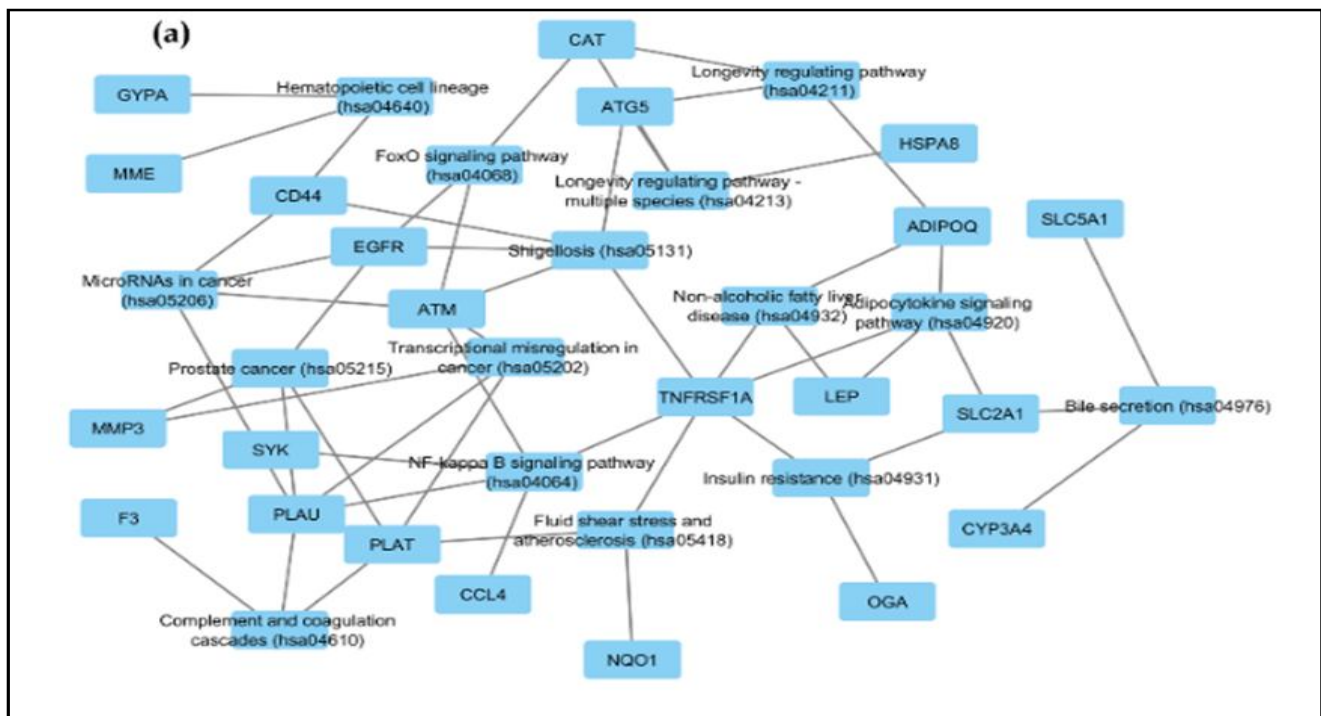 (a)
CAT
Longevity regulating pathway
(hsa04211)
Hematopoietic cell lineage
(hsa04640)
GYPA
ATG5
HSPA8
FoxO signaling pathway
(hsa04068)
MME
Longevity regulating pathway -
multiple species (hsa04213)
CD44
SLC5A1
ADIPOQ
EGFR
Shigellosis (hsa05131)
MicroRNAs in cancer
(hsa05206)
Non-alcoholic fatty liver
disease (hsa04932)
Adipocytokine signaling
pathway (hsa04920)
ATM
Transcriptional misregulation in
cancer (hsa05202)
Prostate cancer (hsa05215)
TNFRSF1A
LEP
SLC2A1
Bile secretion (hsa04976)
MMP3
SYK
NF-kappa B signaling pathway
(hsa04064)
Insulin resistance (hsa04931)
F3
PLAU
Fluid shear stress and
atherosclerosis (hsa05418)
CYP3A4
PLAT
CCL4
OGA
Complement and coagulation
cascades (hsa04610)
NQO1